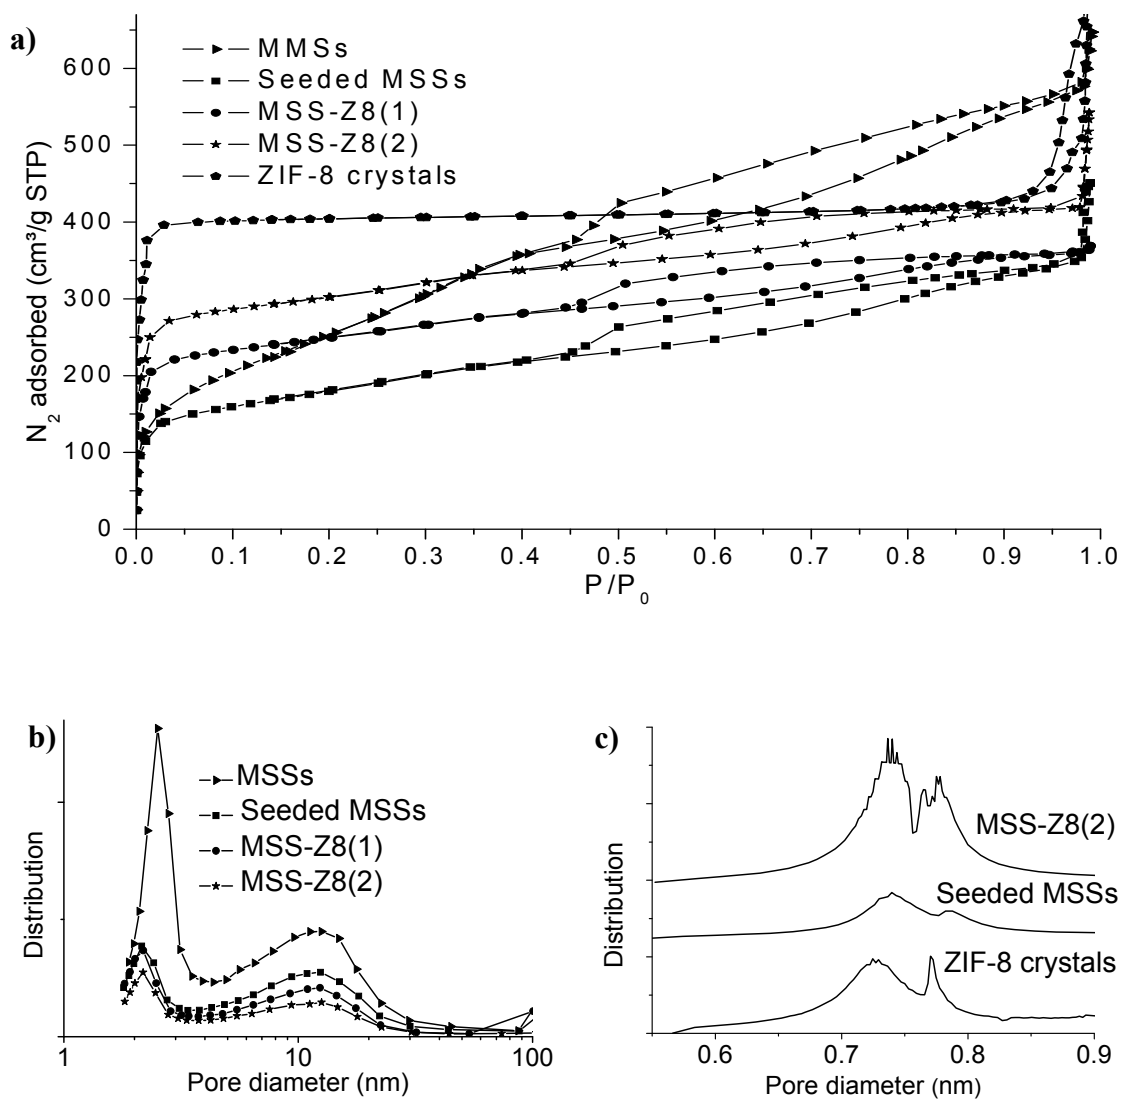 a)
MMSs
Seeded MSSs
MSS-Z8(1)
MSS-Z8(2)
ZIF-8 crystals
N2 adsorbed (cm³/g STP)
600
500
400
300
200
100
0
0.0 0.1 0.2 0.3 0.4 0.5 0.6 0.7 0.8 0.9 1.0
P/P0
b)
MSSs
Seeded MSSs
MSS-Z8(1)
MSS-Z8(2)
Distribution
1 10 100
Pore diameter (nm)
c)
MSS-Z8(2)
Seeded MSSs
ZIF-8 crystals
Distribution
0.6 0.7 0.8 0.9
Pore diameter (nm)